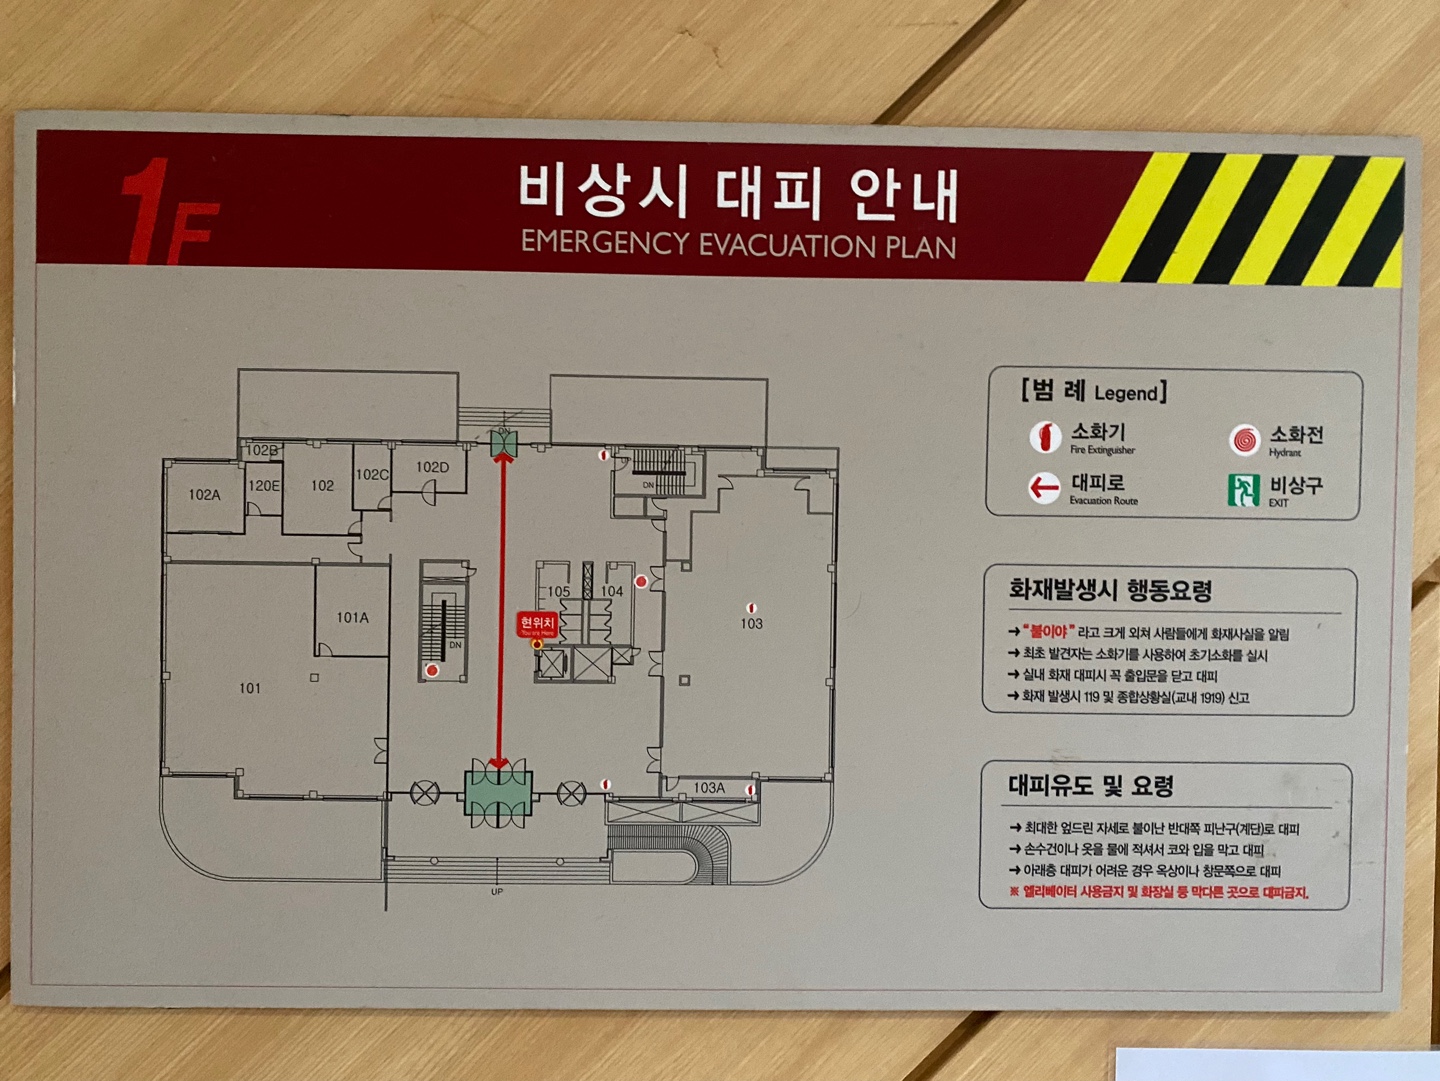 1F
비상시 대피 안내
EMERGENCY EVACUATION PLAN
DN
102B
102A
120E
102
102C
102D
DN
101A
105
104
현위치
You are Here
103
DN
101
103A
UP
[범 례 Legend]
소화기
Fire Extinguisher
소화전
Hydrant
대피로
Evacuation Route
비상구
EXIT
화재발생시 행동요령
→ "불이야" 라고 크게 외쳐 사람들에게 화재사실을 알림
→ 최초 발견자는 소화기를 사용하여 초기소화를 실시
→ 실내 화재 대피시 꼭 출입문을 닫고 대피
→ 화재 발생시 119 및 종합상황실(교내 1919) 신고
대피유도 및 요령
→ 최대한 엎드린 자세로 불이난 반대쪽 피난구(계단)로 대피
→ 손수건이나 옷을 물에 적셔서 코와 입을 막고 대피
→ 아래층 대피가 어려운 경우 옥상이나 창문쪽으로 대피
※ 엘리베이터 사용금지 및 화장실 등 막다른 곳으로 대피금지.